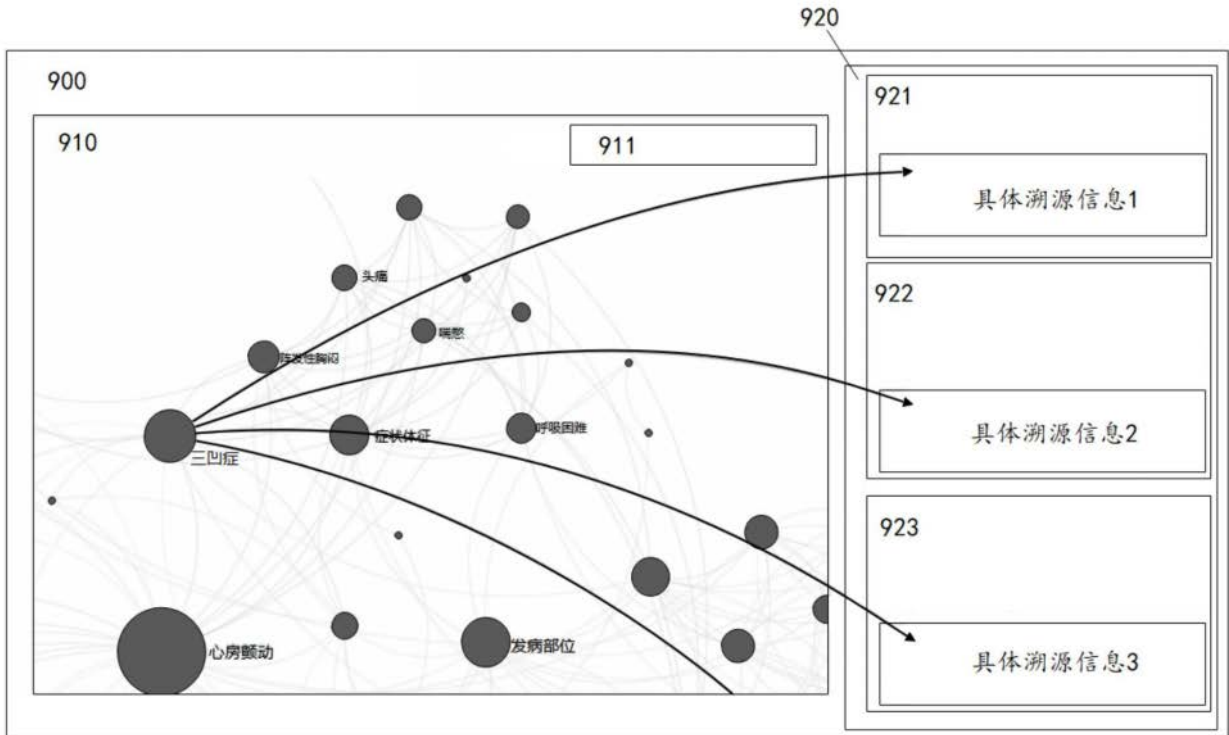 920
900
921
910
911
具体溯源信息1
头痛
922
喘憋
阵发性胸闷
呼吸困难
症状体征
具体溯源信息2
三凹症
923
发病部位
心房颤动
具体溯源信息3